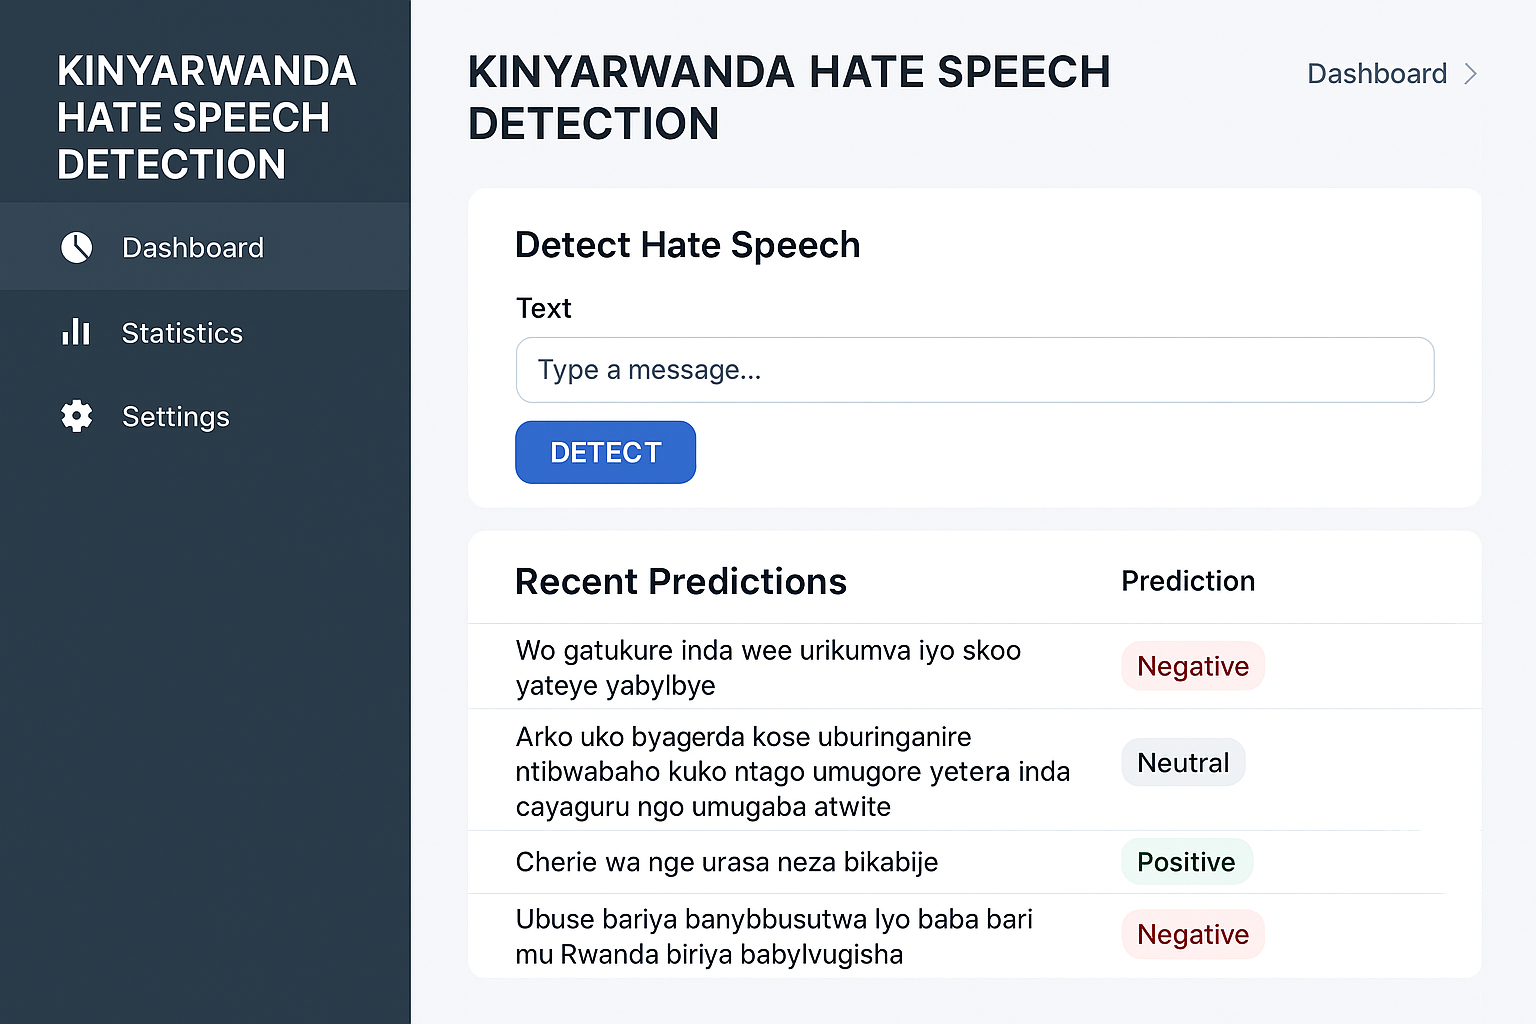 KINYARWANDA
HATE SPEECH
DETECTION
Dashboard
Statistics
Settings
KINYARWANDA HATE SPEECH
DETECTION
Dashboard
Detect Hate Speech
Text
Type a message...
DETECT
Recent Predictions
Prediction
Wo gatukure inda wee urikumva iyo skoo
yateye yabylbye
Negative
Arko uko byagerda kose uburinganire
ntibwabaho kuko ntago umugore yetera inda
cayaguru ngo umugaba atwite
Neutral
Cherie wa nge urasa neza bikabije
Positive
Ubuse bariya banybbusutwa lyo baba bari
mu Rwanda biriya babylvugisha
Negative